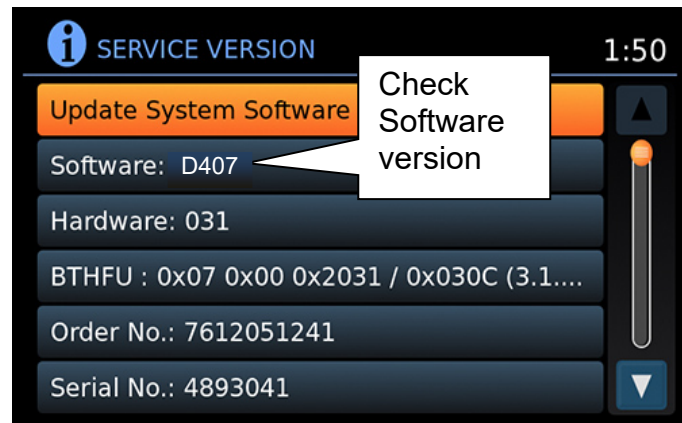 SERVICE VERSION
1:50
Update System Software
Check
Software
version
Software: D407
Hardware: 031
BTHFU : 0x07 0x00 0x2031 / 0x030C (3.1....
Order No.: 7612051241
Serial No.: 4893041